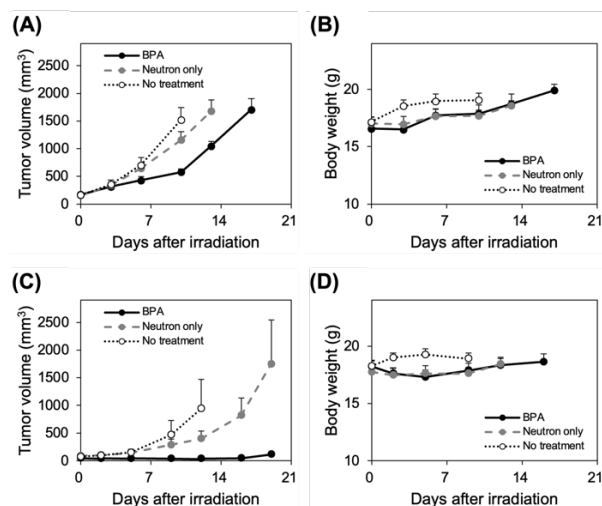 (A)
BPA
Neutron only
No treatment
Tumor volume (mm³)
2500
2000
1500
1000
500
0
0 7 14 21
Days after irradiation
(B)
Body weight (g)
20
15
10
BPA
Neutron only
No treatment
0 7 14 21
Days after irradiation
(C)
BPA
Neutron only
No treatment
Tumor volume (mm³)
2500
2000
1500
1000
500
0
0 7 14 21
Days after irradiation
(D)
Body weight (g)
20
15
10
BPA
Neutron only
No treatment
0 7 14 21
Days after irradiation